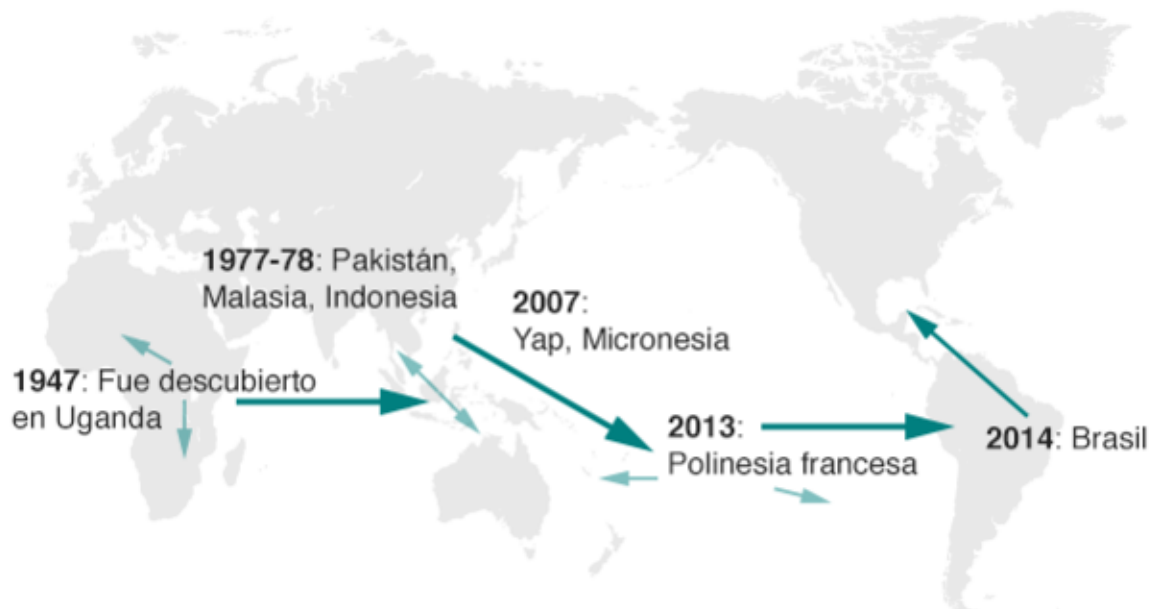 1977-78: Pakistán,
Malasia, Indonesia
2007:
Yap, Micronesia
1947: Fue descubierto
en Uganda
2013:
Polinesia francesa
2014: Brasil